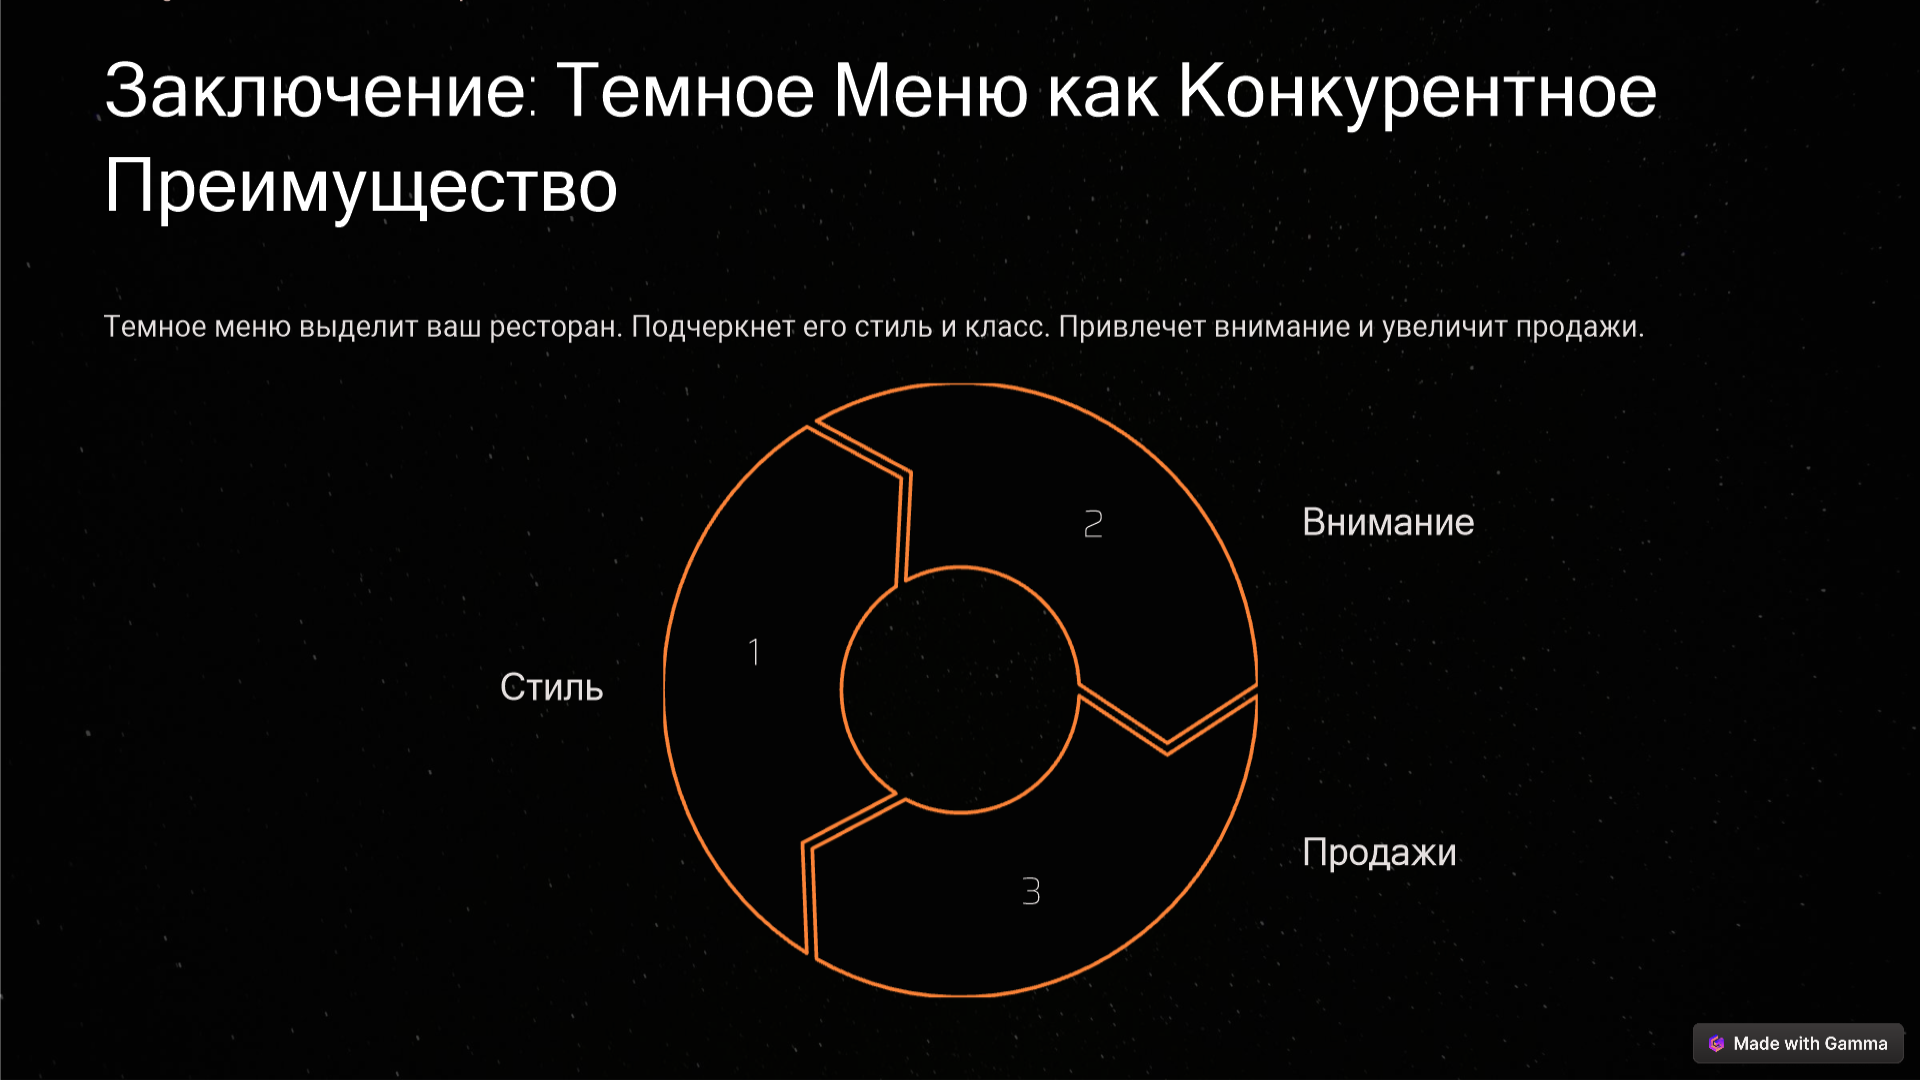 Заключение: Темное Меню как Конкурентное
Преимущество
Темное меню выделит ваш ресторан. Подчеркнет его стиль и класс. Привлечет внимание и увеличит продажи.
2
Внимание
1
Стиль
Продажи
3
Made with Gamma